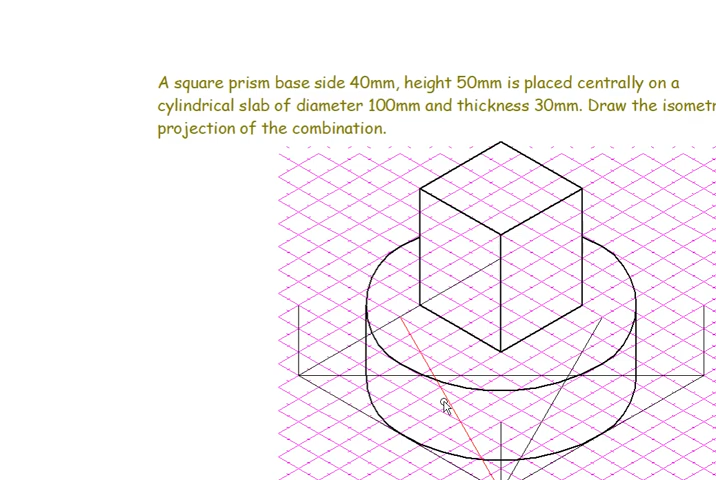 A square prism base side 40mm, height 50mm is placed centrally on a
cylindrical slab of diameter 100mm and thickness 30mm. Draw the isomet
projection of the combination.